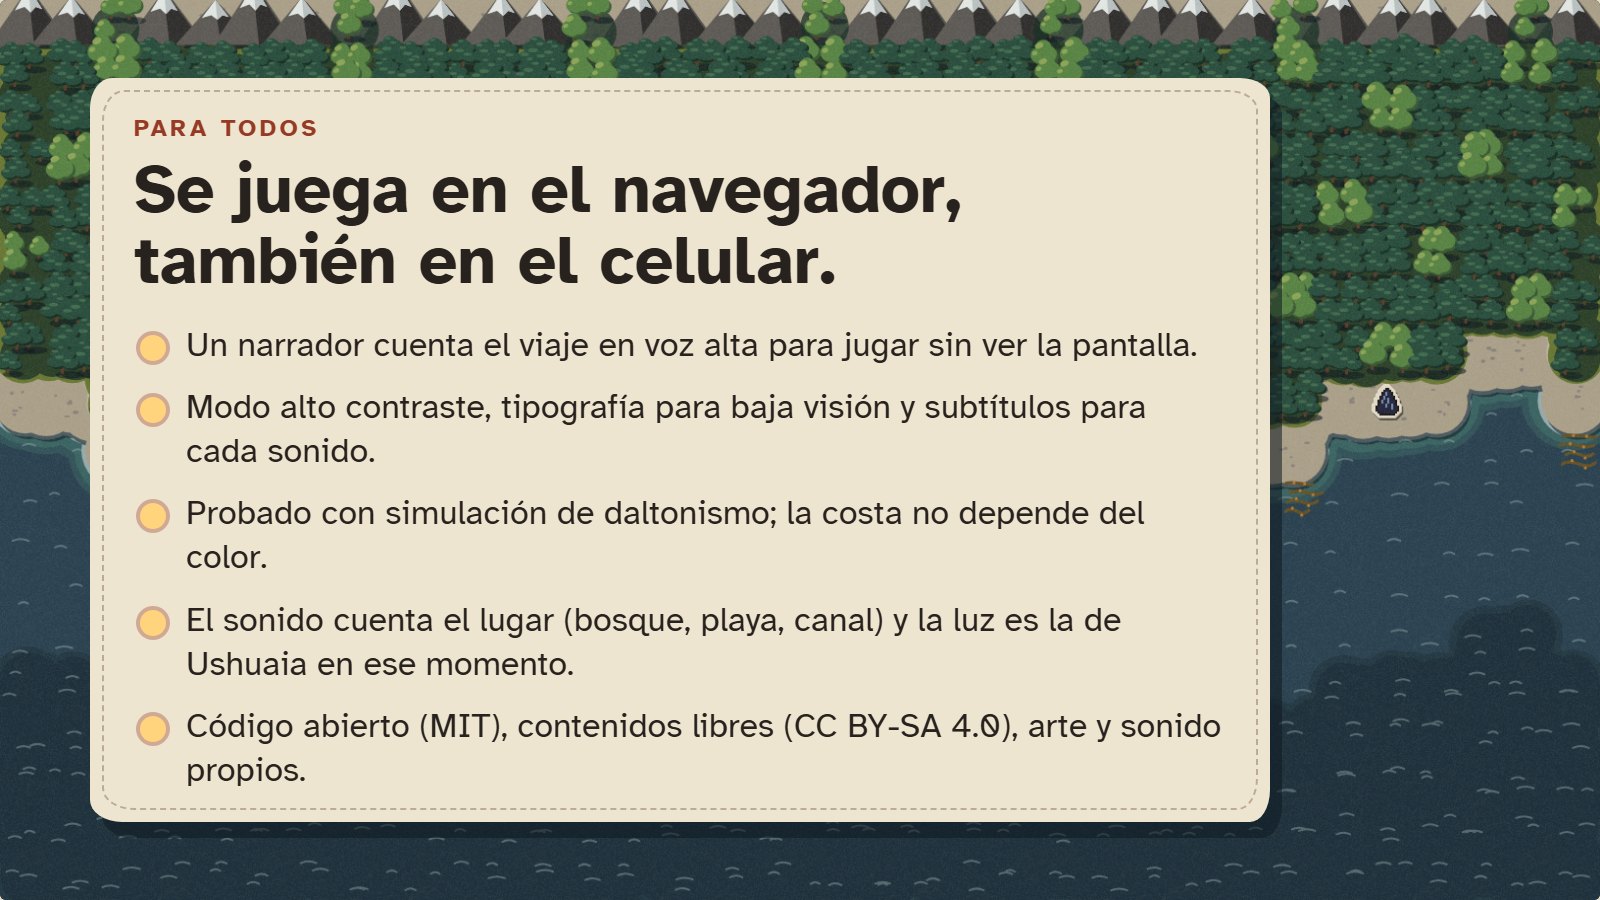 PARA TODOS
Se juega en el navegador,
también en el celular.
Un narrador cuenta el viaje en voz alta para jugar sin ver la pantalla.
Modo alto contraste, tipografía para baja visión y subtítulos para
cada sonido.
Probado con simulación de daltonismo; la costa no depende del
color.
El sonido cuenta el lugar (bosque, playa, canal) y la luz es la de
Ushuaia en ese momento.
Código abierto (MIT), contenidos libres (CC BY-SA 4.0), arte y sonido
propios.